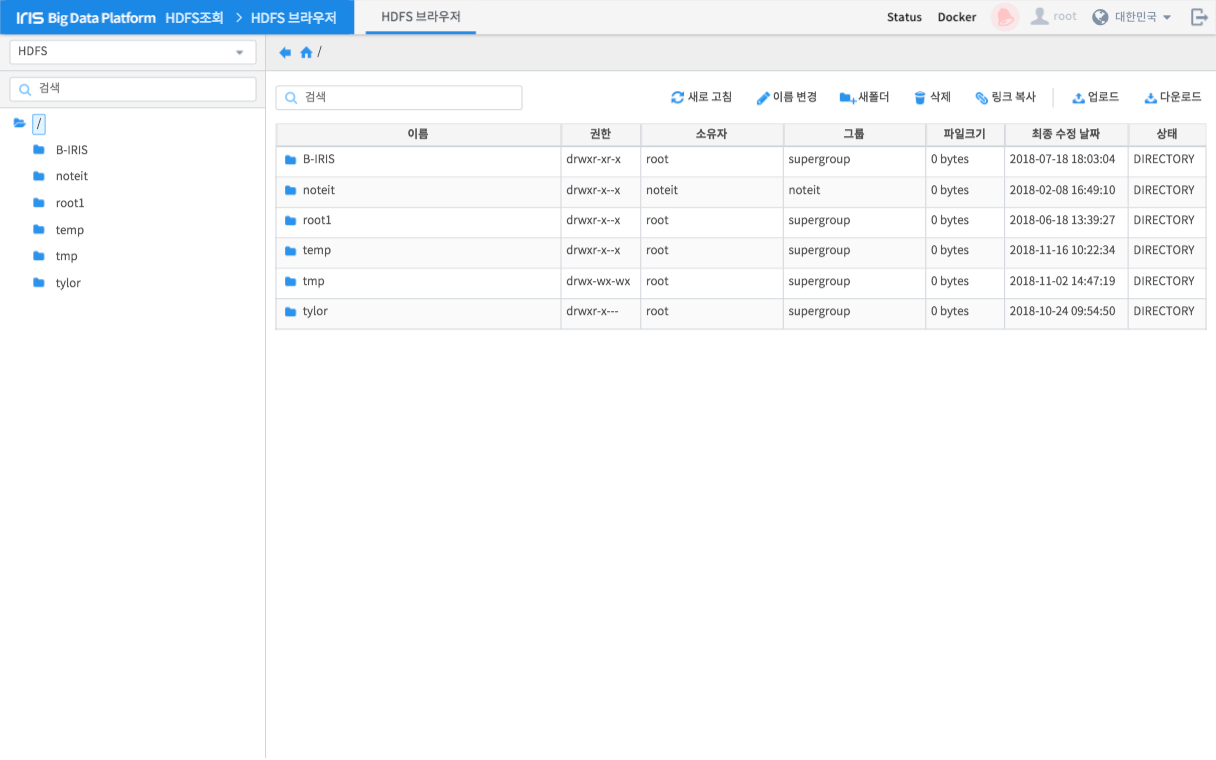 IRIS Big Data Platform HDFS조회 > HDFS 브라우저 HDFS 브라우저 Status Docker root 대한민국
HDFS
/
검색
검색 새로 고침 이름 변경 새폴더 삭제 링크 복사 업로드 다운로드
/
B-IRIS
noteit
root1
temp
tmp
tylor
이름 권한 소유자 그룹 파일크기 최종 수정 날짜 상태
B-IRIS drwxr-xr-x root supergroup 0 bytes 2018-07-18 18:03:04 DIRECTORY
noteit drwxr-x--x noteit noteit 0 bytes 2018-02-08 16:49:10 DIRECTORY
root1 drwxr-x--x root supergroup 0 bytes 2018-06-18 13:39:27 DIRECTORY
temp drwxr-x--x root supergroup 0 bytes 2018-11-16 10:22:34 DIRECTORY
tmp drwx-wx-wx root supergroup 0 bytes 2018-11-02 14:47:19 DIRECTORY
tylor drwxr-x--- root supergroup 0 bytes 2018-10-24 09:54:50 DIRECTORY